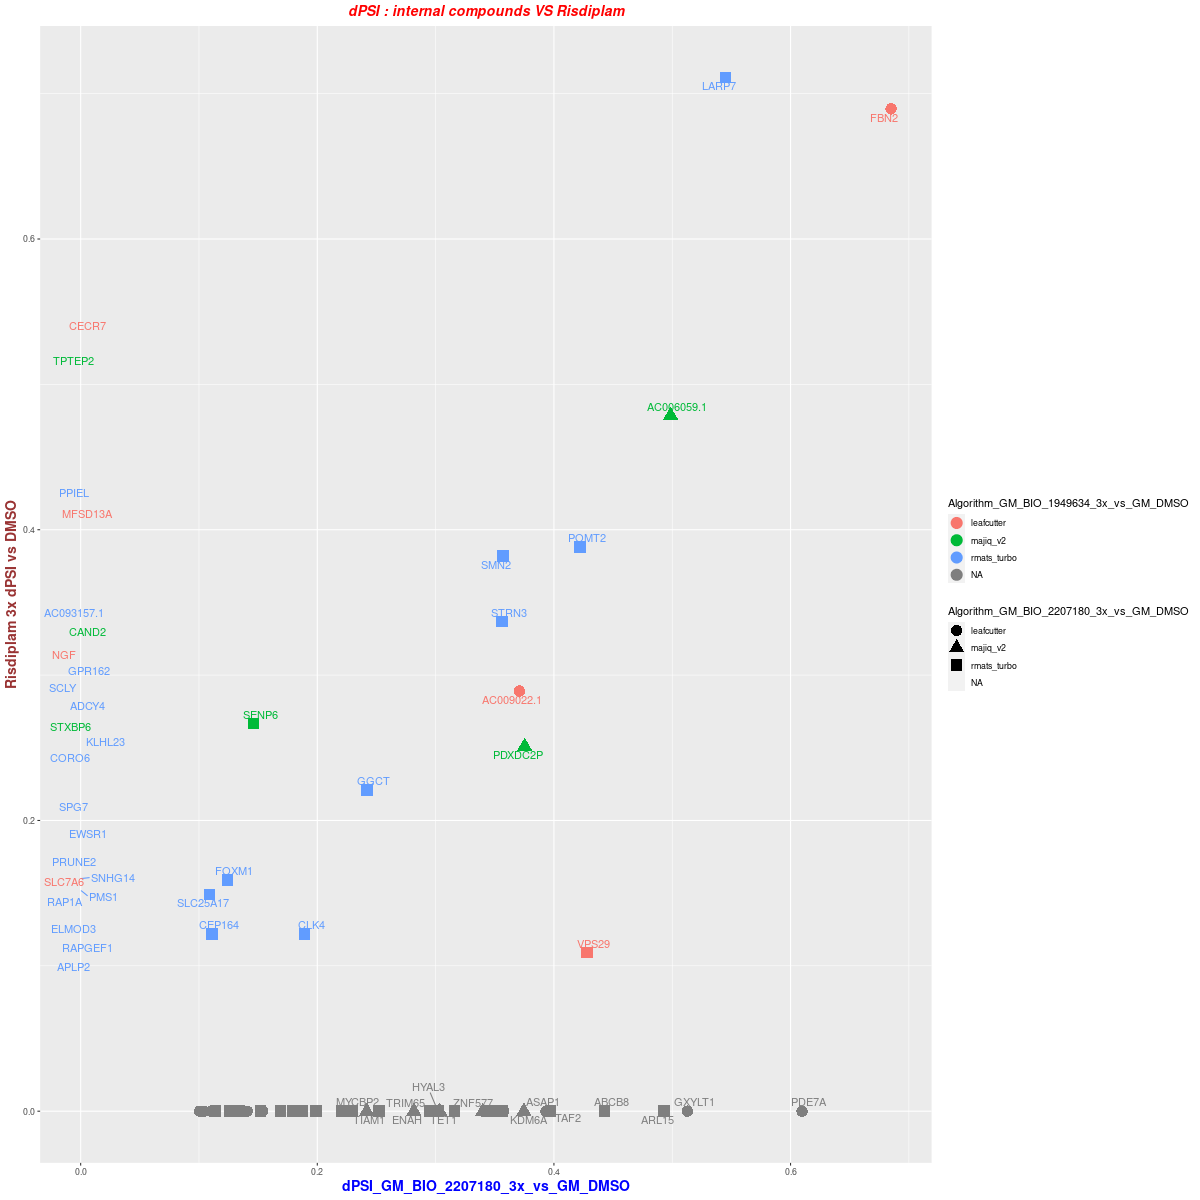 dPSI : internal compounds VS Risdiplam
LARP7
FBN2
0.6
CECR7
TPTEP2
AC006059.1
PPIEL
MFSD13A
0.4
POMT2
SMN2
AC093157.1
STRN3
CAND2
NGF
GPR162
SCLY
AC009022.1
ADCY4
SENP6
STXBP6
KLHL23
PDXDC2P
CORO6
GGCT
SPG7
0.2
EWSR1
PRUNE2
FOXM1
SNHG14
SLC7A6
PMS1
RAP1A
SLC25A17
CEP164
CLK4
ELMOD3
VPS29
RAPGEF1
APLP2
HYAL3
MYCBP2
TRIM65
ZNF577
ASAP1
ABCB8
GXYLT1
PDE7A
0.0
TIAM1
ENAH
TET1
KDM6A
TAF2
ARL15
0.0
0.2
0.4
0.6
dPSI_GM_BIO_2207180_3x_vs_GM_DMSO
Risdiplam 3x dPSI vs DMSO
Algorithm_GM_BIO_1949634_3x_vs_GM_DMSO
leafcutter
majiq_v2
rmats_turbo
NA
Algorithm_GM_BIO_2207180_3x_vs_GM_DMSO
leafcutter
majiq_v2
rmats_turbo
NA